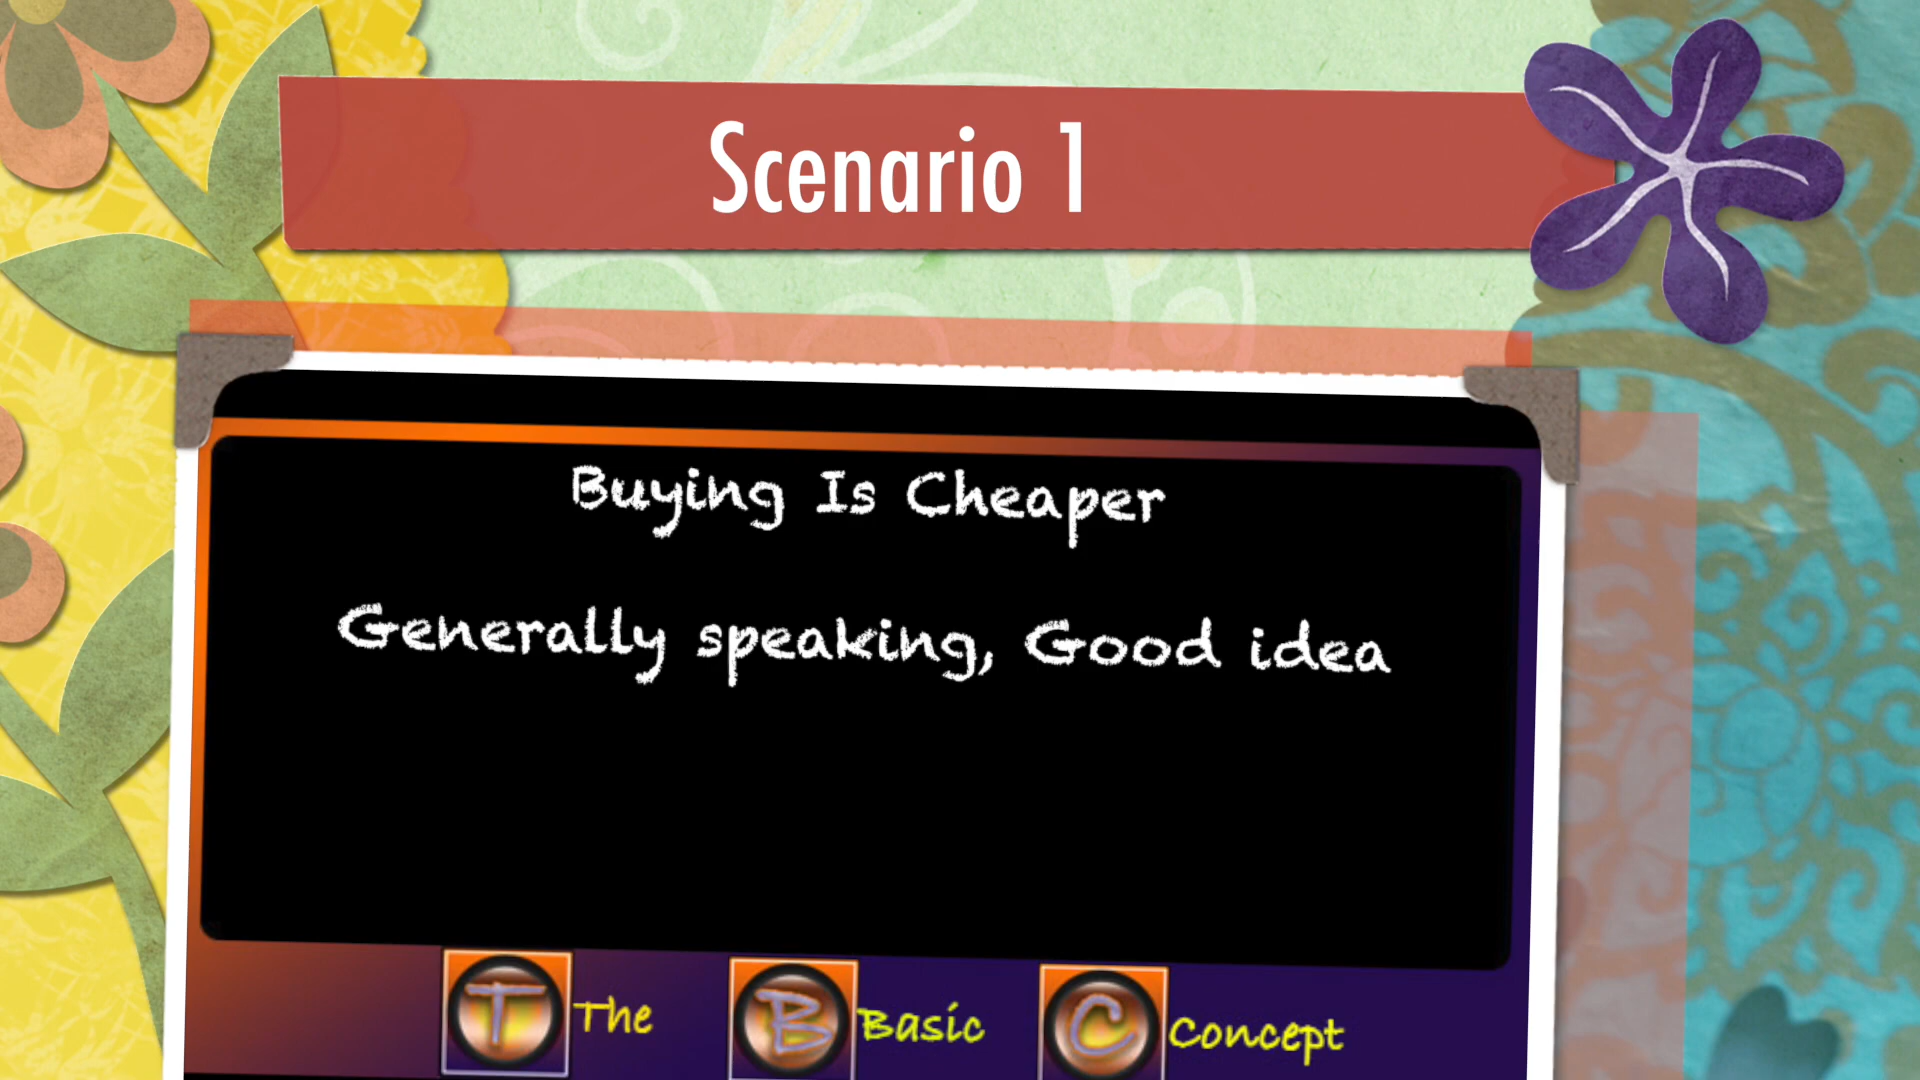 Scenario 1
Buying Is Cheaper
Generally speaking, Good idea
T The B Basic C Concept